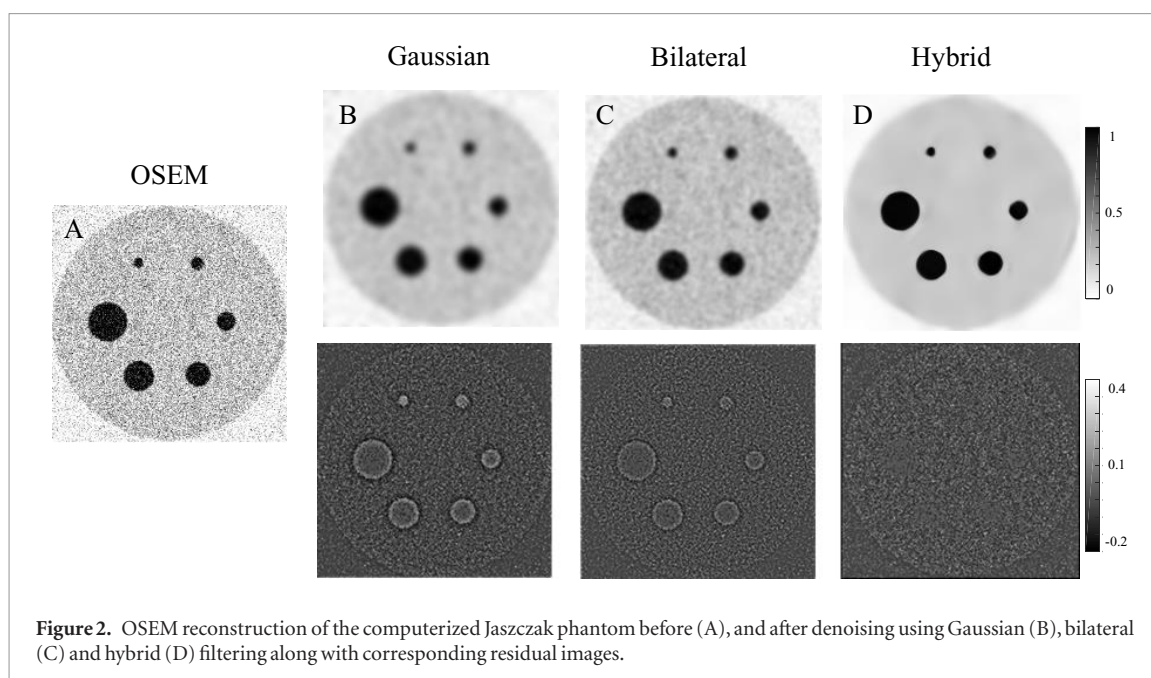 Gaussian
Bilateral
Hybrid
OSEM
A
B
C
D
1
0.5
0
0.4
0.1
-0.2
Figure 2. OSEM reconstruction of the computerized Jaszczak phantom before (A), and after denoising using Gaussian (B), bilateral
(C) and hybrid (D) filtering along with corresponding residual images.